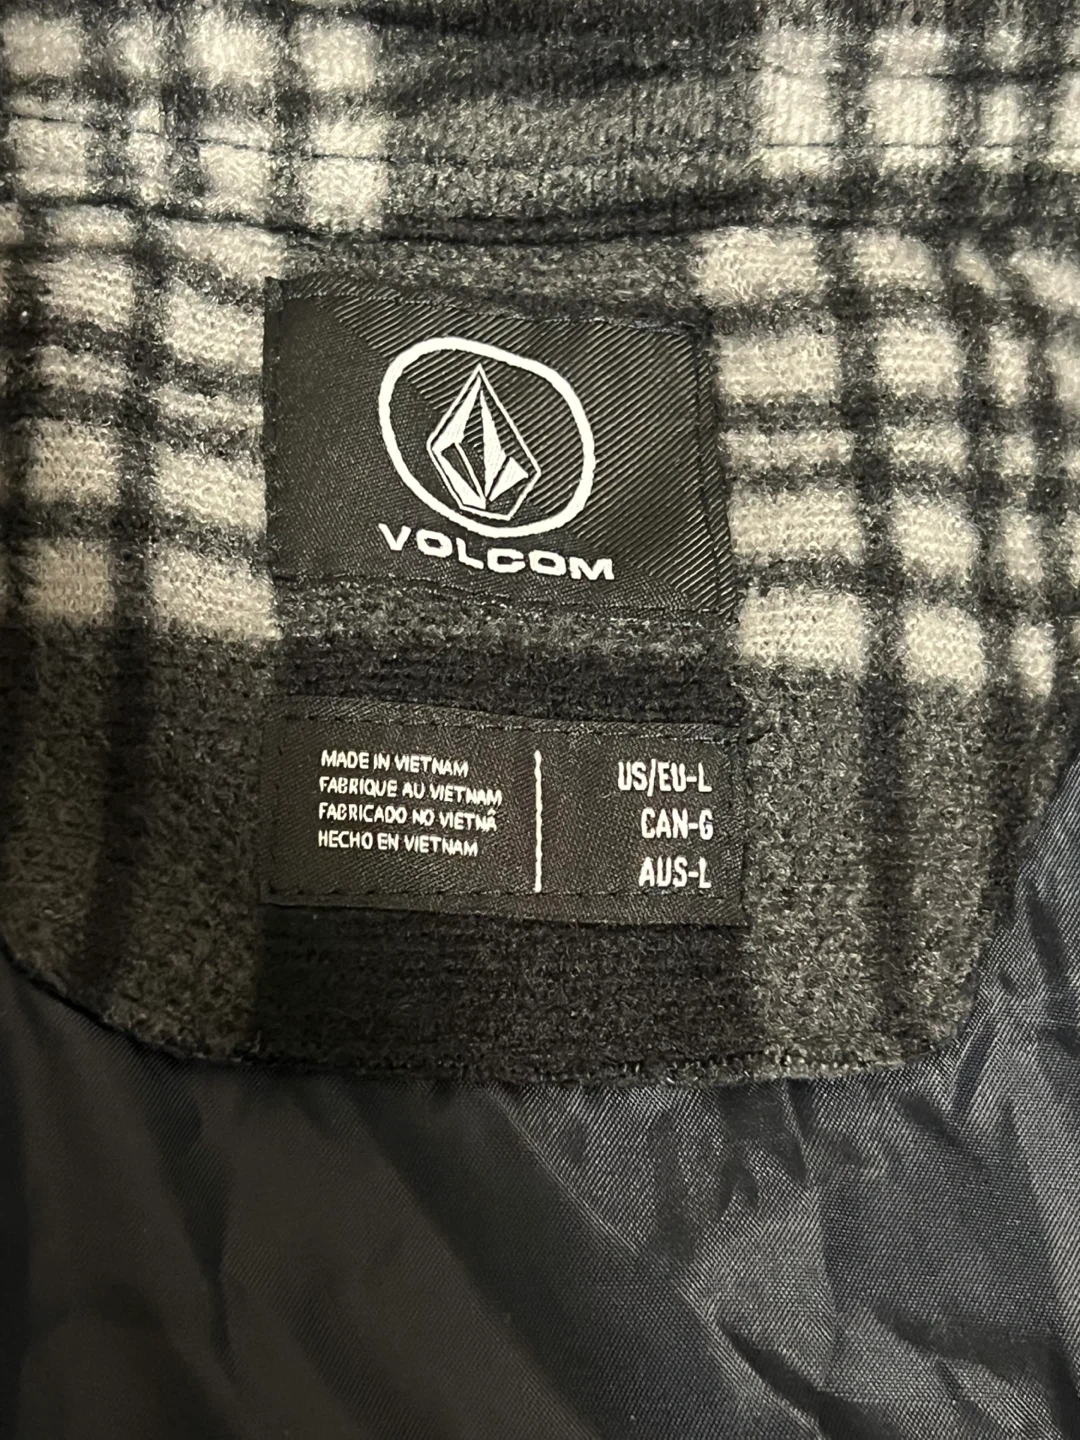 VOLCOM
MADE IN VIETNAM
FABRIQUE AU VIETNAM
FABRICADO NO VIETNÃ
HECHO EN VIETNAM
US/EU-L
CAN-G
AUS-L